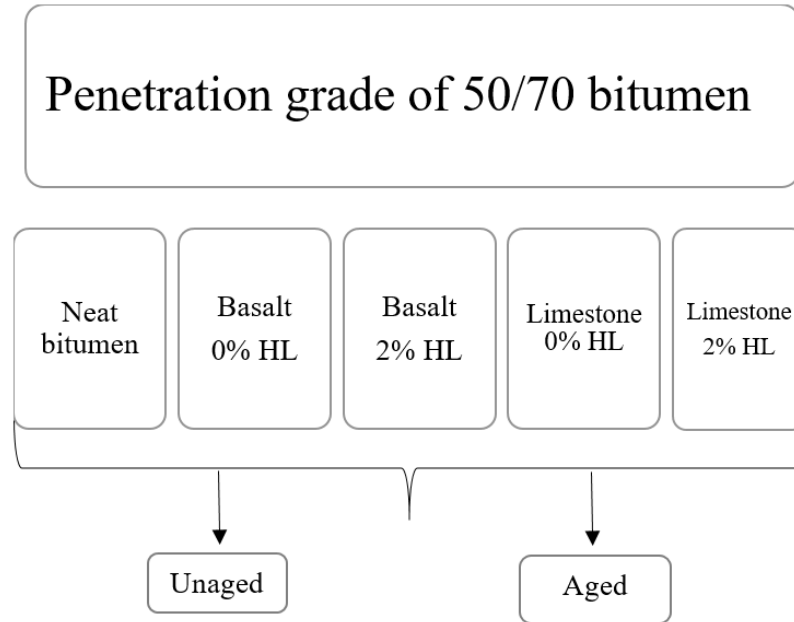 Penetration grade of 50/70 bitumen
Neat
bitumen
Basalt
0% HL
Basalt
2% HL
Limestone
0% HL
Limestone
2% HL
Unaged
Aged